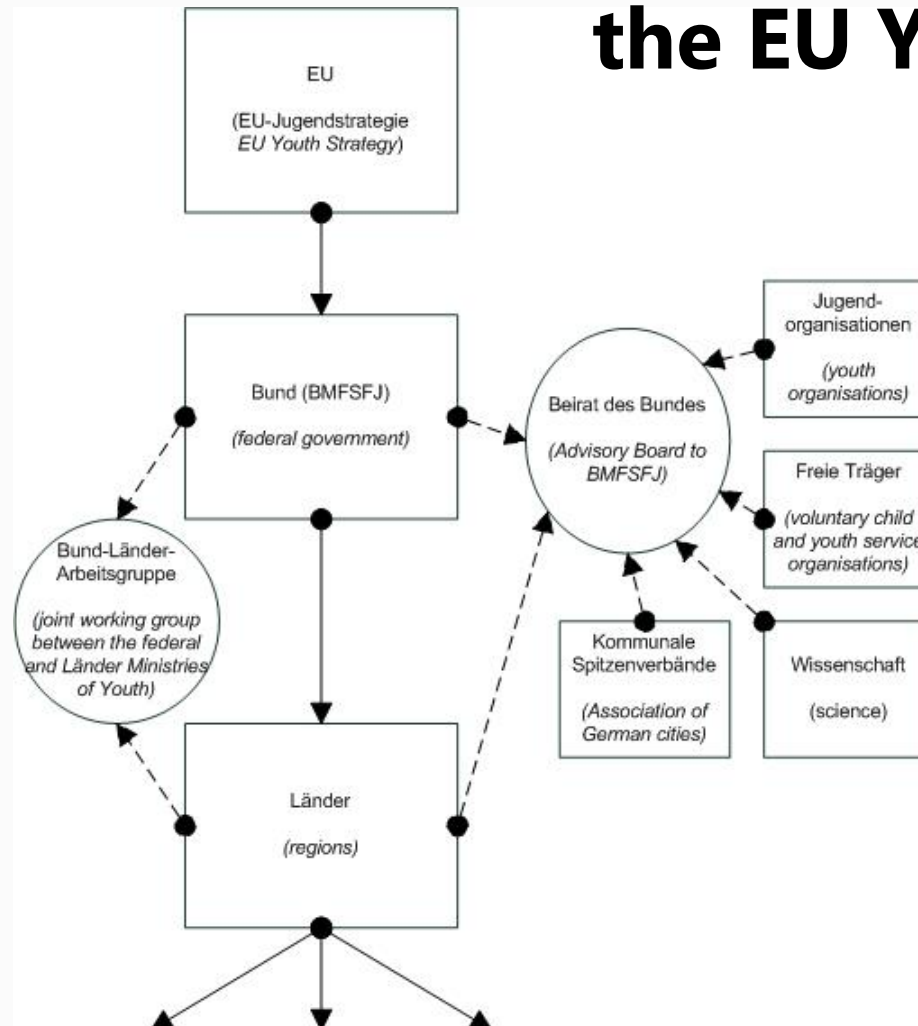 the EU Y
EU
(EU-Jugendstrategie
EU Youth Strategy)
Bund (BMFSFJ)
(federal government)
Beirat des Bundes
(Advisory Board to
BMFSFJ)
Jugend-
organisationen
(youth
organisations)
Freie Träger
(voluntary child
and youth service
organisations)
Bund-Länder-
Arbeitsgruppe
(joint working group
between the federal
and Länder Ministries
of Youth)
Kommunale
Spitzenverbände
(Association of
German cities)
Wissenschaft
(science)
Länder
(regions)